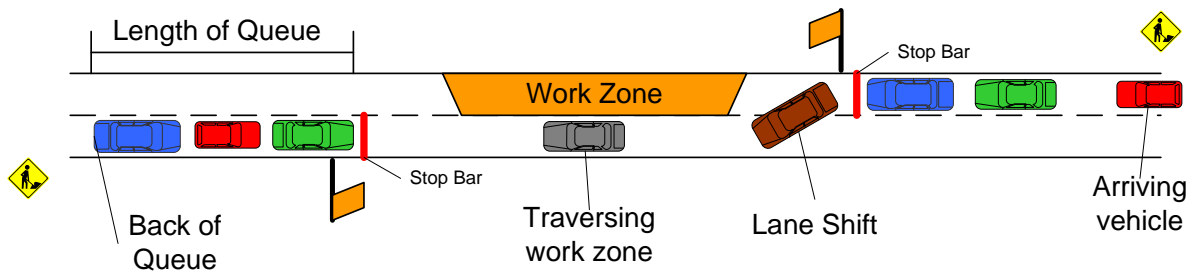 Length of Queue
Stop Bar
Work Zone
Stop Bar
Back of
Queue
Traversing
work zone
Lane Shift
Arriving
vehicle